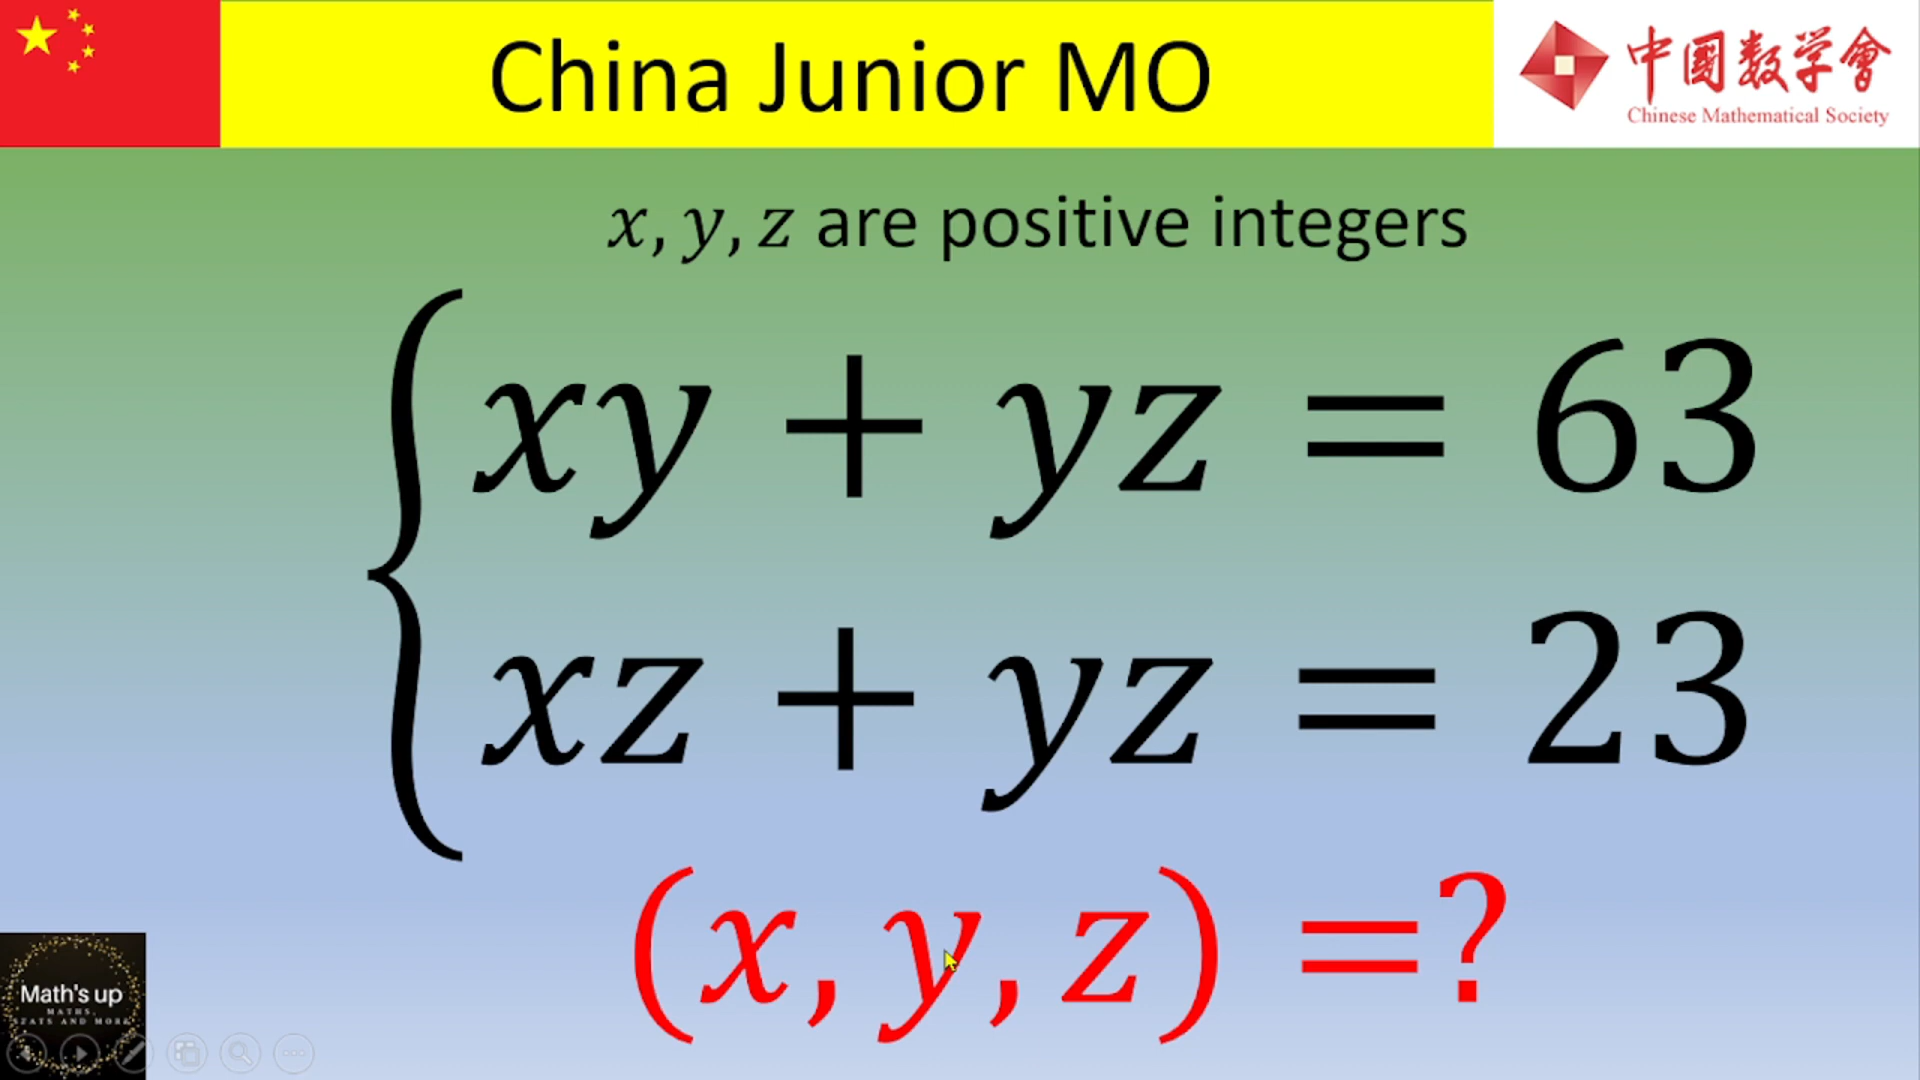 China Junior MO
中国数学會
Chinese Mathematical Society
x, y, z are positive integers
xy + yz = 63
xz + yz = 23
(x, y, z) =?
Math's up
MATHS,
STATS AND MORE